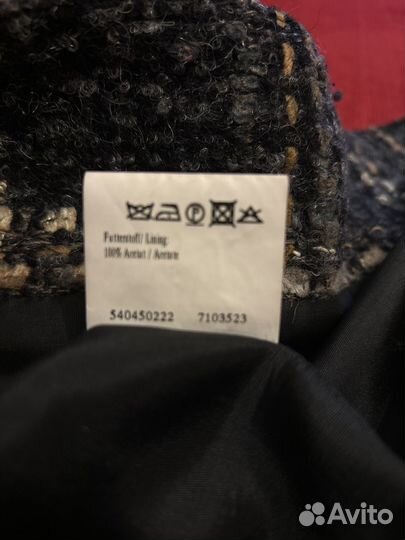 Futterstoff/ Lining:
100% Acetat / Acetate
540450222 7103523
Avito